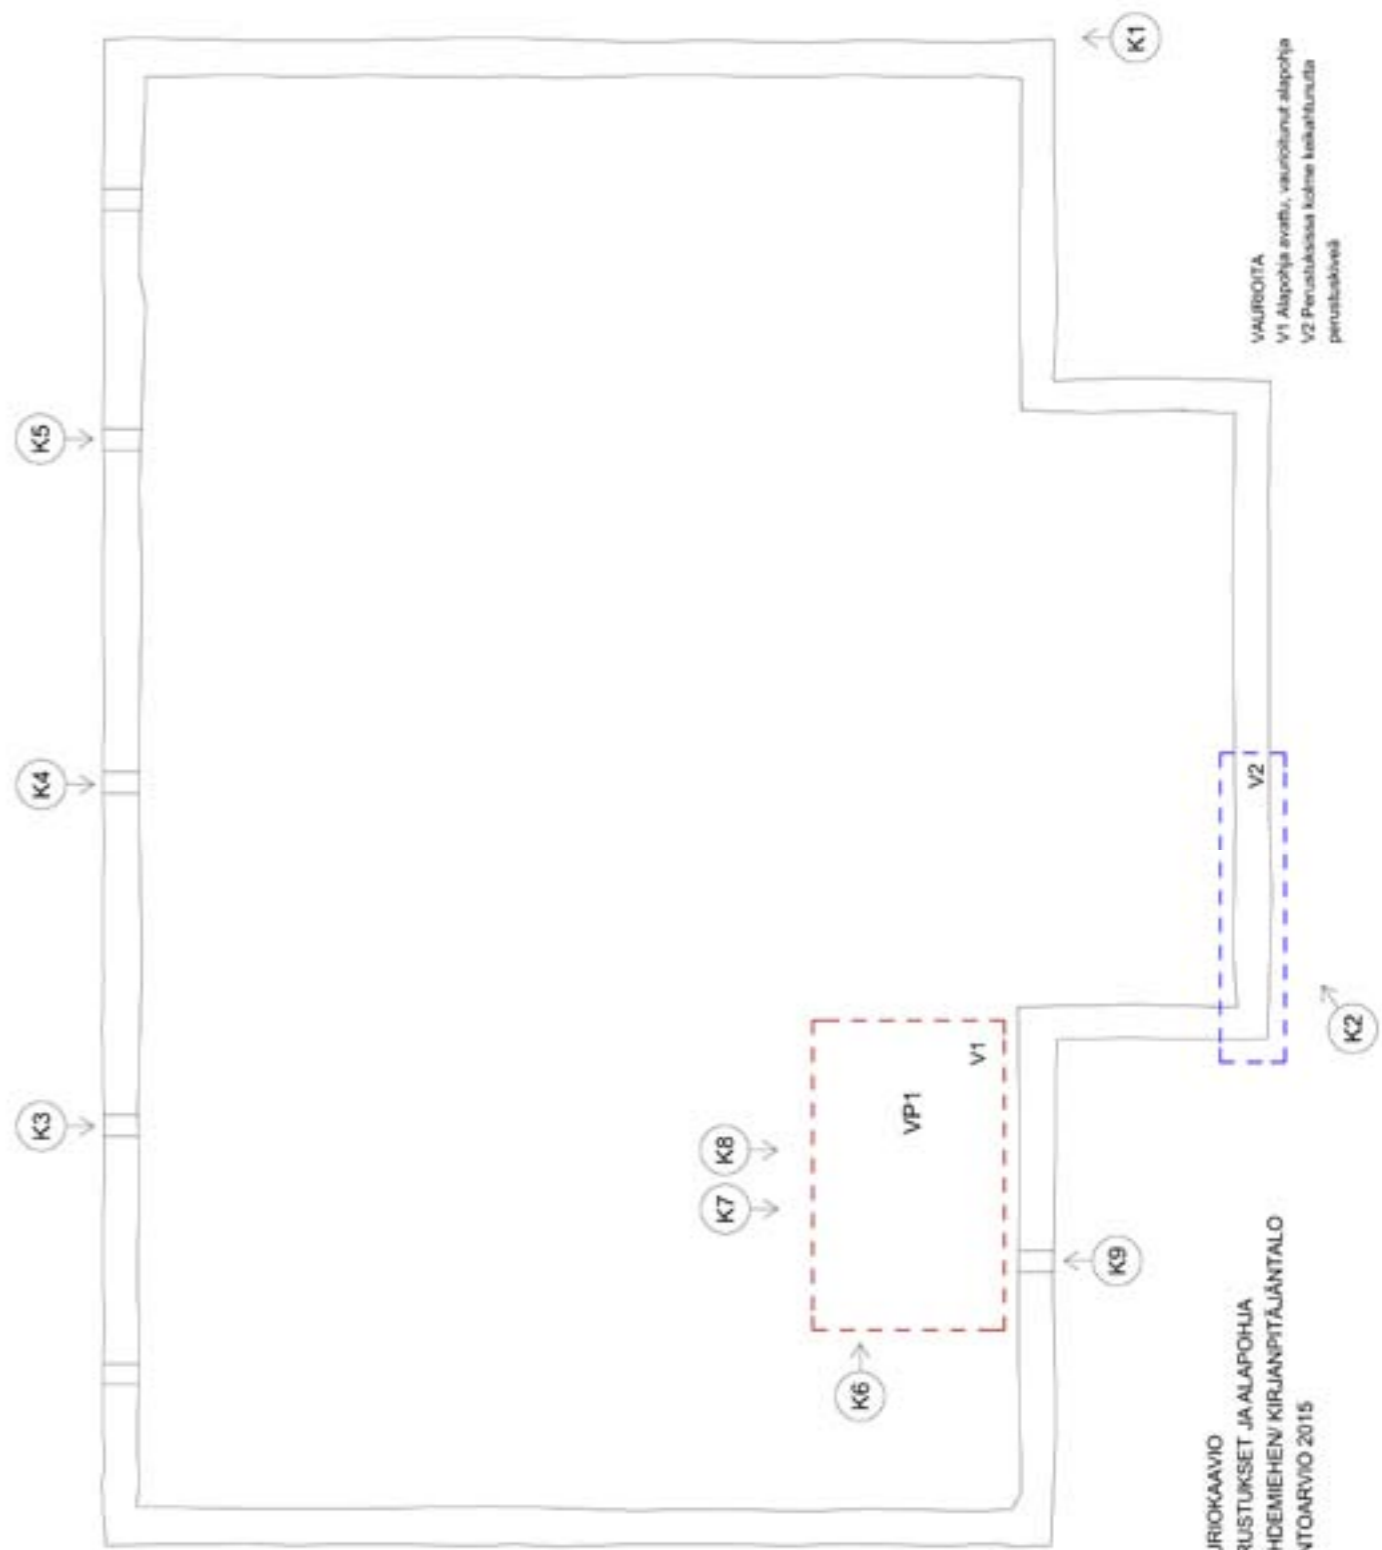 URIOKAAVIO
RUSTUKSET JA ALAPOHJA
HDEMIEHEN/ KIRJANPITÄJÄNTALO
NTOARVIO 2015
K6
K7
K8
K9
VP1
V1
K3
K4
K5
K2
V2
VAURIOITA
V1 Alapohja avattu, vaurioitunut alapohja
V2 Perustuksissa kolme keikahtunutta
perustuskiveä
K1